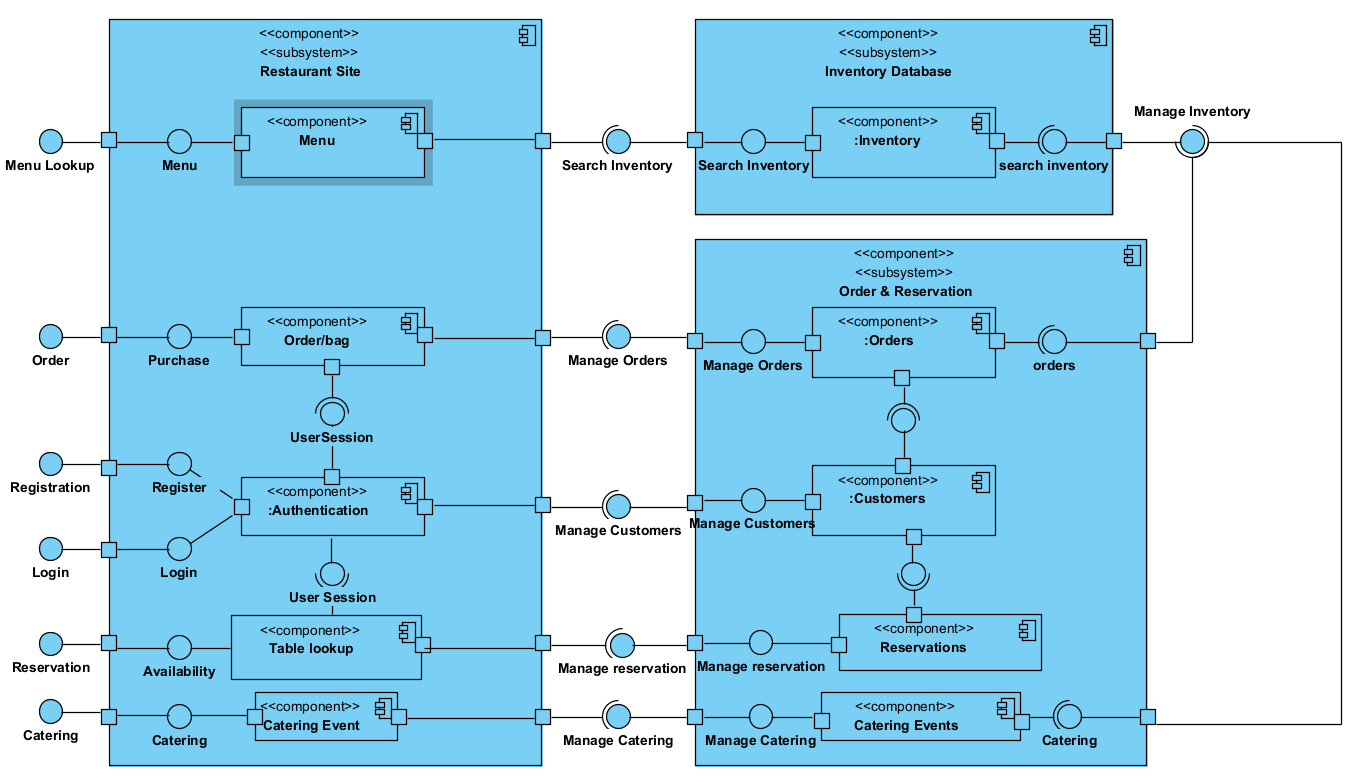 <<component>>
<<subsystem>>
Restaurant Site
<<component>>
<<subsystem>>
Inventory Database
Manage Inventory
<<component>>
Menu
<<component>>
:Inventory
Menu Lookup
Menu
Search Inventory
Search Inventory
search inventory
<<component>>
<<subsystem>>
Order & Reservation
<<component>>
Order/bag
<<component>>
:Orders
Order
Purchase
Manage Orders
Manage Orders
orders
UserSession
Registration
Register
<<component>>
:Authentication
<<component>>
:Customers
Manage Customers
Manage Customers
Login
Login
User Session
<<component>>
Table lookup
<<component>>
Reservations
Reservation
Availability
Manage reservation
Manage reservation
<<component>>
Catering Event
<<component>>
Catering Events
Catering
Catering
Manage Catering
Manage Catering
Catering